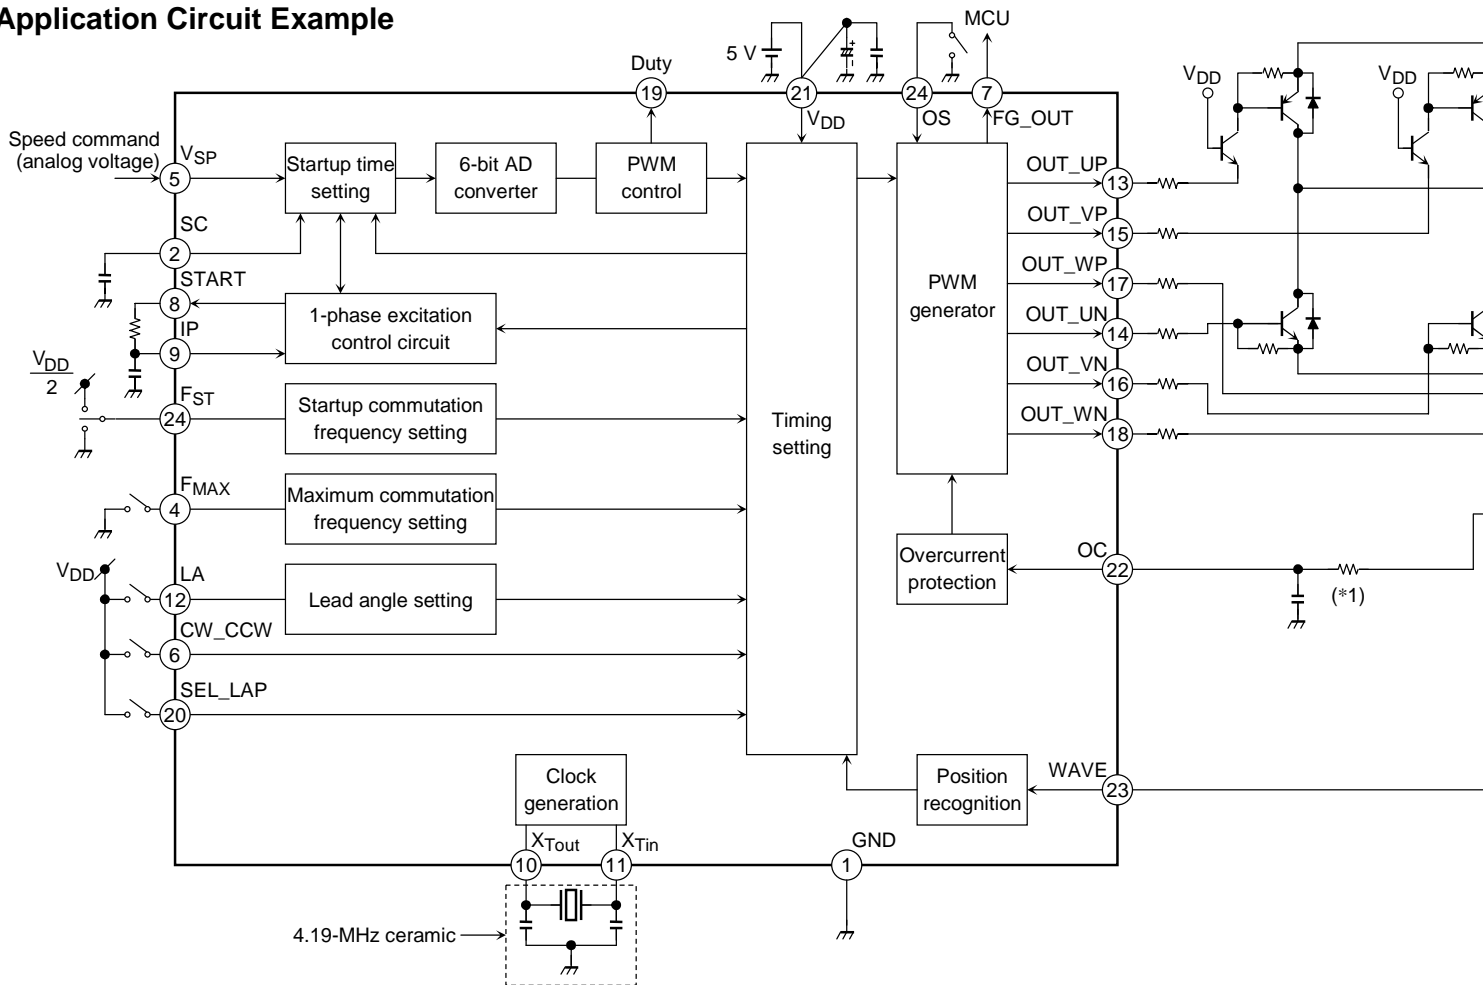 Application Circuit Example
MCU
5 V
Duty
VDD
VDD
19
21
24
7
VDD
OS
FG_OUT
Speed command
(analog voltage)
VSP
5
Startup time
setting
6-bit AD
converter
PWM
control
OUT_UP
13
SC
2
OUT_VP
15
START
8
OUT_WP
17
PWM
generator
1-phase excitation
control circuit
IP
9
OUT_UN
14
VDD
2
OUT_VN
16
FST
24
Startup commutation
frequency setting
Timing
setting
OUT_WN
18
FMAX
4
Maximum commutation
frequency setting
Overcurrent
protection
OC
22
(*1)
VDD
LA
12
Lead angle setting
CW_CCW
6
SEL_LAP
20
Clock
generation
Position
recognition
WAVE
23
XTout
XTin
GND
10
11
1
4.19-MHz ceramic